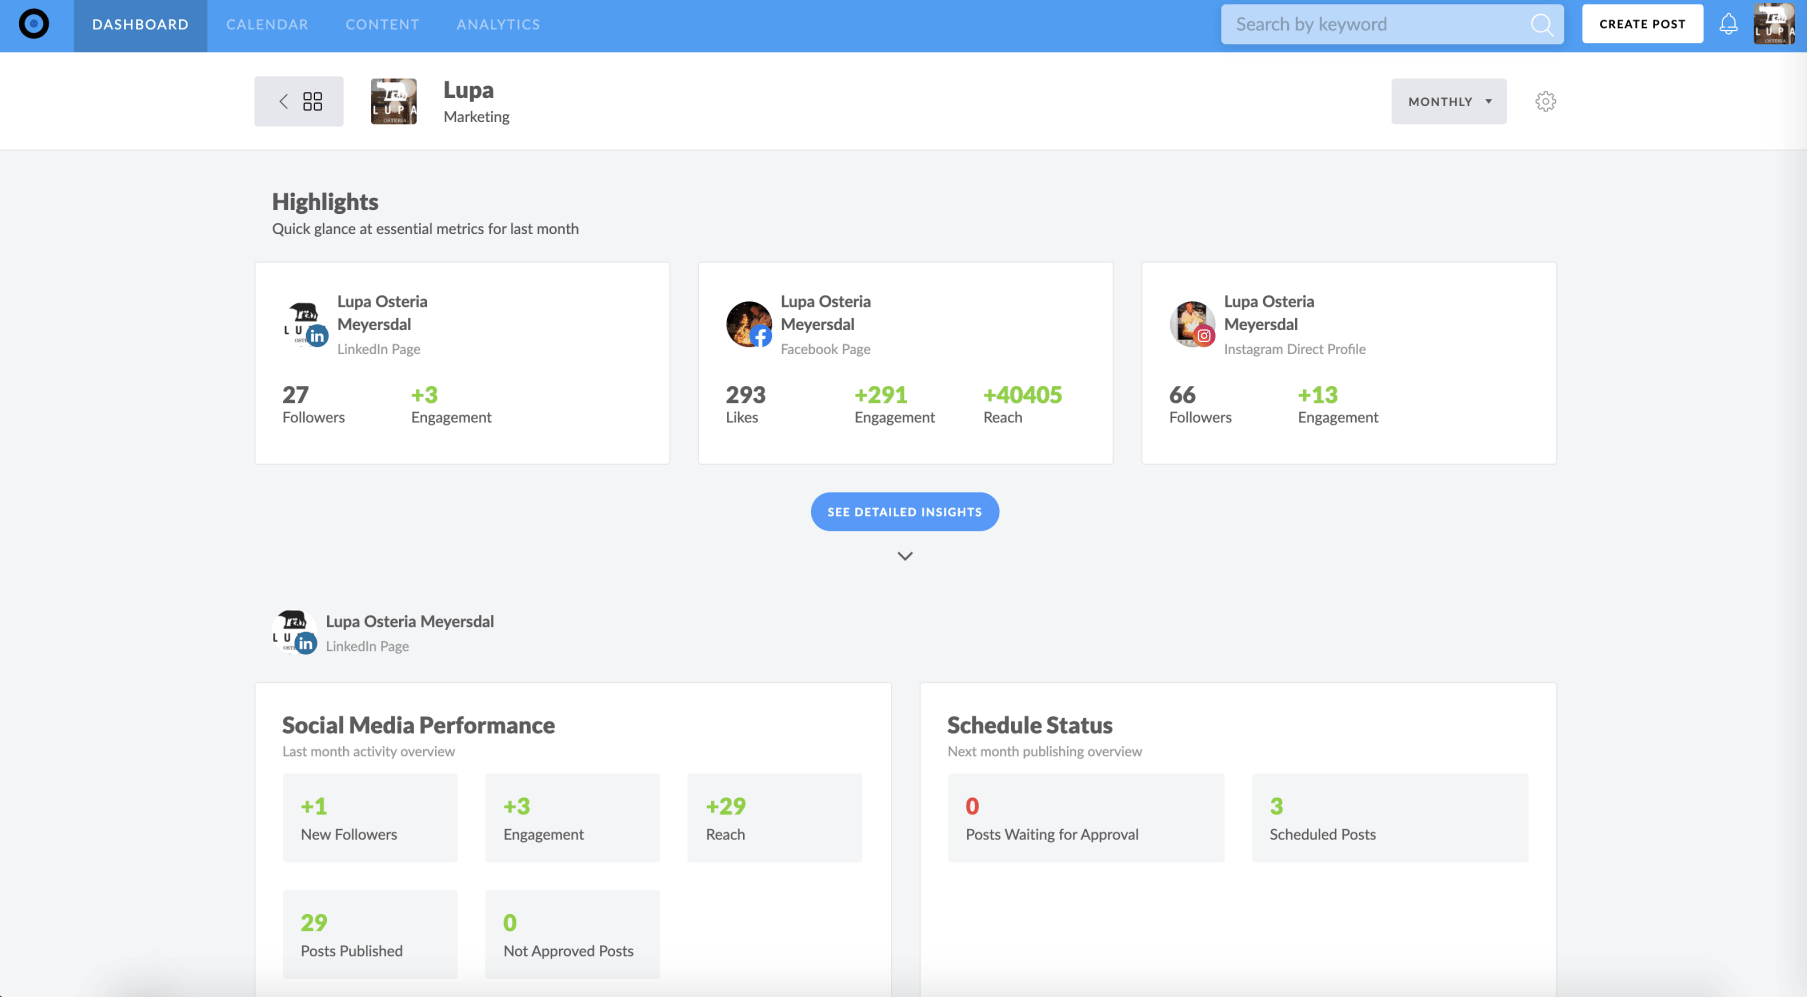 DASHBOARD CALENDAR CONTENT ANALYTICS Search by keyword CREATE POST
LUPA
OSTERIA
LUPA
OSTERIA
Lupa
Marketing
MONTHLY
Highlights
Quick glance at essential metrics for last month
Lupa Osteria
Meyersdal
LinkedIn Page
27 +3
Followers Engagement
Lupa Osteria
Meyersdal
Facebook Page
293 +291 +40405
Likes Engagement Reach
Lupa Osteria
Meyersdal
Instagram Direct Profile
66 +13
Followers Engagement
SEE DETAILED INSIGHTS
Lupa Osteria Meyersdal
LinkedIn Page
Social Media Performance
Last month activity overview
+1 +3 +29
New Followers Engagement Reach
29 0
Posts Published Not Approved Posts
Schedule Status
Next month publishing overview
0 3
Posts Waiting for Approval Scheduled Posts